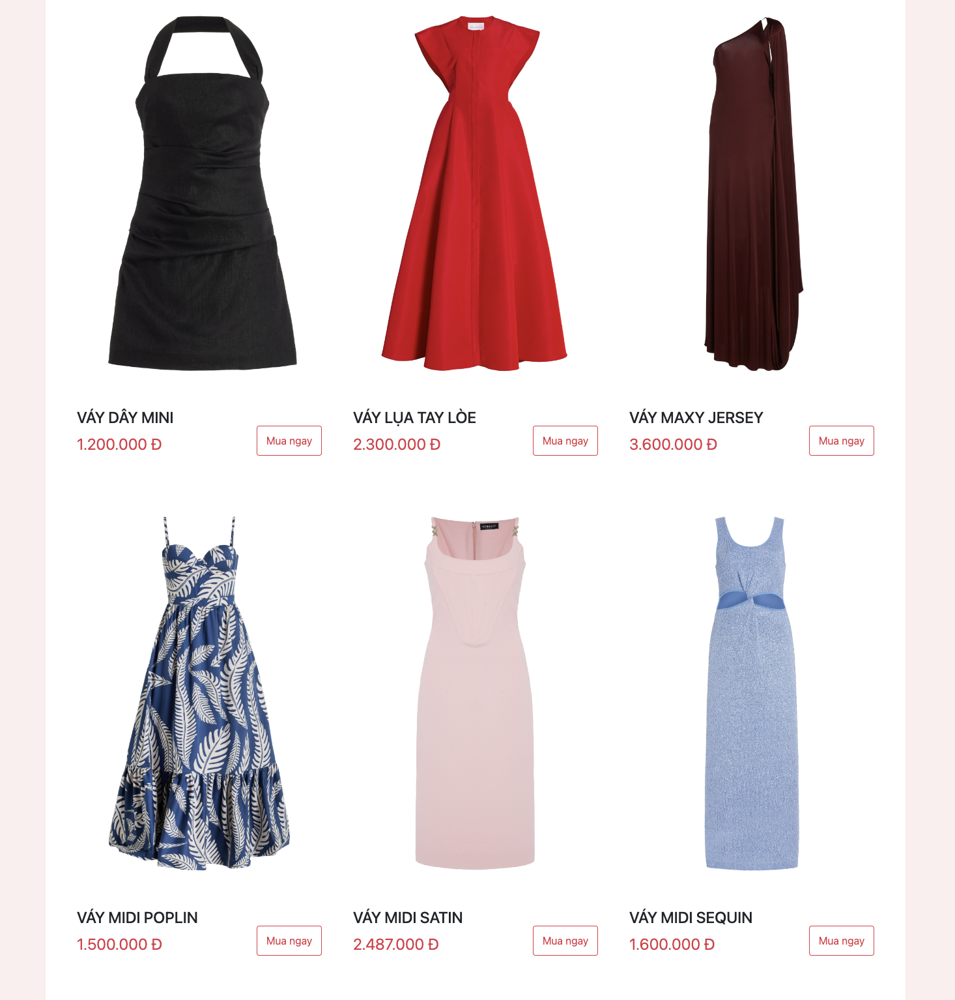 VÁY DÂY MINI
1.200.000 Đ
Mua ngay
VÁY LỤA TAY LÒE
2.300.000 Đ
Mua ngay
VÁY MAXY JERSEY
3.600.000 Đ
Mua ngay
VÁY MIDI POPLIN
1.500.000 Đ
Mua ngay
VÁY MIDI SATIN
2.487.000 Đ
Mua ngay
VÁY MIDI SEQUIN
1.600.000 Đ
Mua ngay